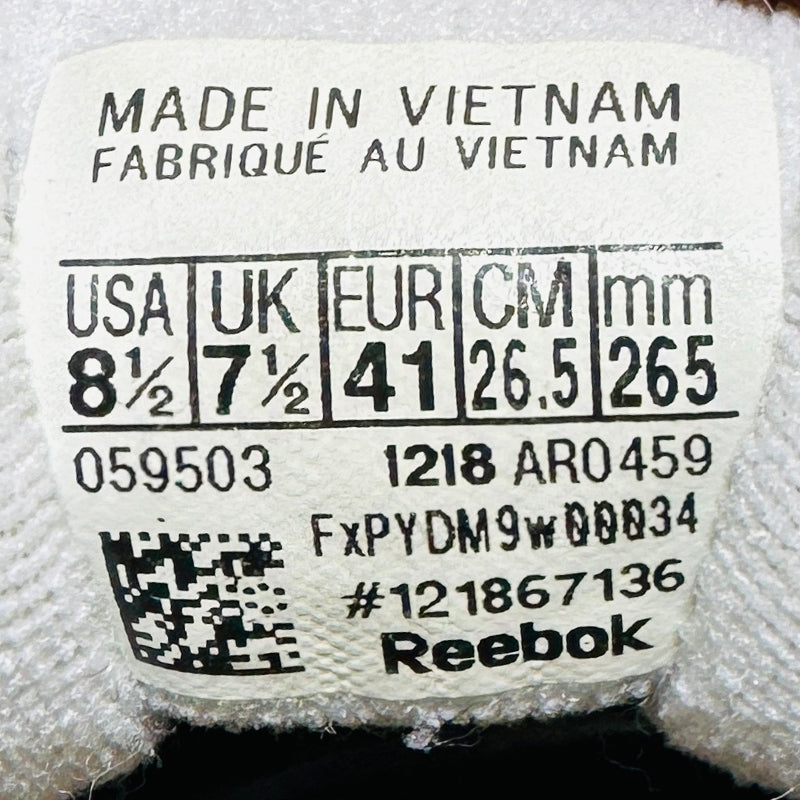 MADE IN VIETNAM
FABRIQUÉ AU VIETNAM
USA UK EUR CM mm
8½ 7½ 41 26.5 265
059503 1218 AR0459
FxPYDM9w00034
#121867136
Reebok